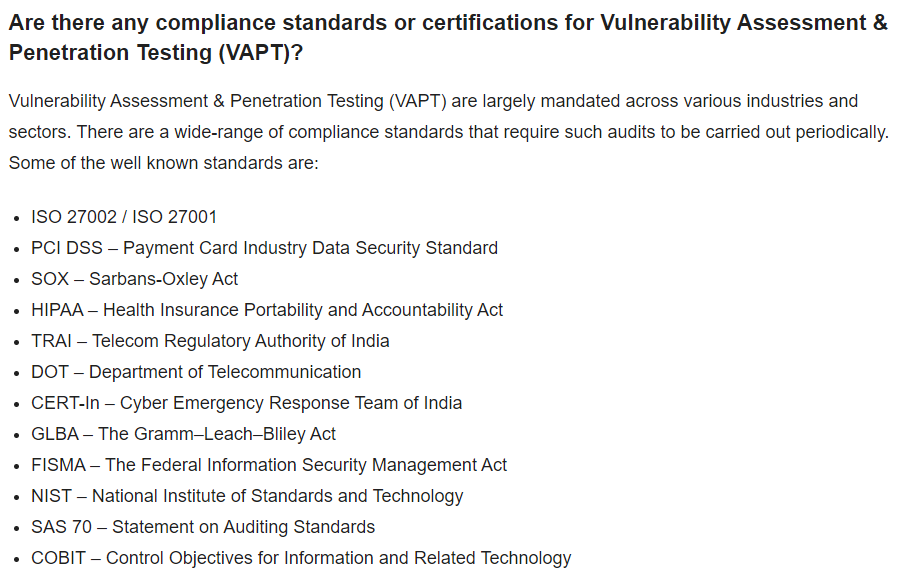 Are there any compliance standards or certifications for Vulnerability Assessment &
Penetration Testing (VAPT)?
Vulnerability Assessment & Penetration Testing (VAPT) are largely mandated across various industries and
sectors. There are a wide-range of compliance standards that require such audits to be carried out periodically.
Some of the well known standards are:
• ISO 27002 / ISO 27001
• PCI DSS – Payment Card Industry Data Security Standard
• SOX – Sarbans-Oxley Act
• HIPAA – Health Insurance Portability and Accountability Act
• TRAI – Telecom Regulatory Authority of India
• DOT – Department of Telecommunication
• CERT-In – Cyber Emergency Response Team of India
• GLBA – The Gramm–Leach–Bliley Act
• FISMA – The Federal Information Security Management Act
• NIST – National Institute of Standards and Technology
• SAS 70 – Statement on Auditing Standards
• COBIT – Control Objectives for Information and Related Technology